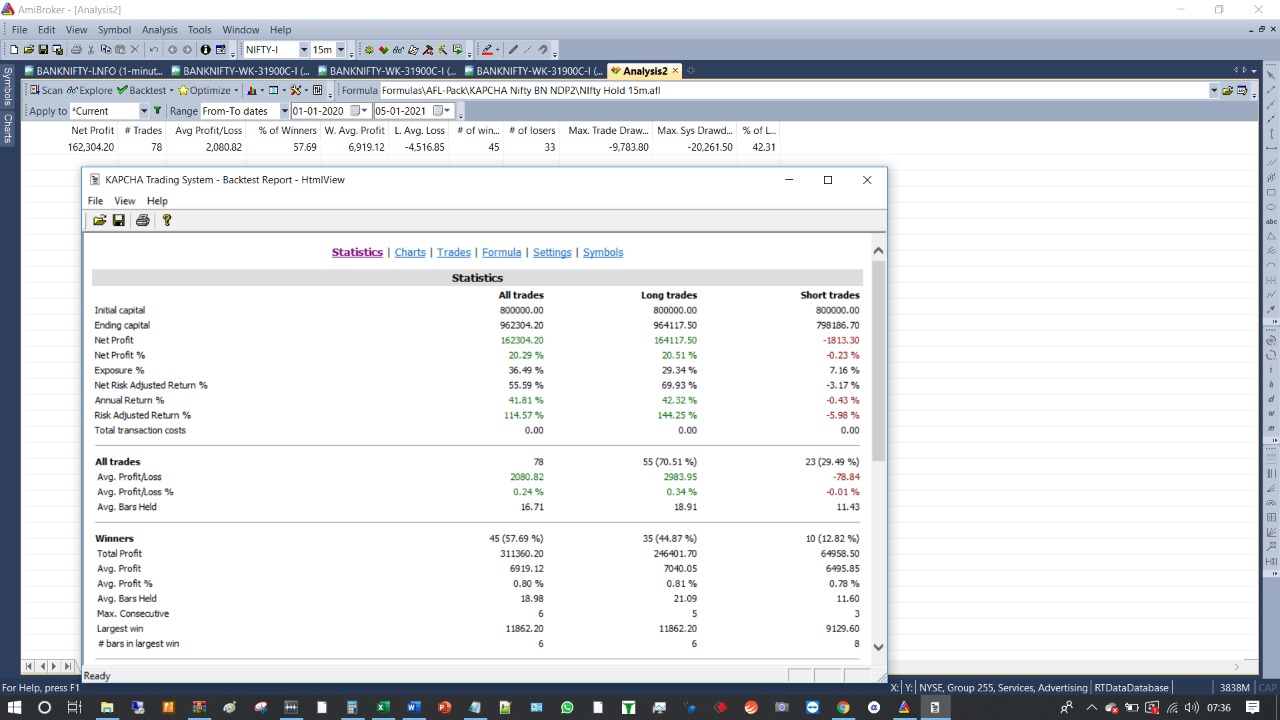 AmiBroker - [Analysis2]
File Edit View Symbol Analysis Tools Window Help
NIFTY-I 15m
BANKNIFTY-I.NFO (1-minut... BANKNIFTY-WK-31900C-I (... BANKNIFTY-WK-31900C-I (... BANKNIFTY-WK-31900C-I (... Analysis2
Symbols
Charts
Scan Explore Backtest Optimize Formula Formulas\AFL-Pack\KAPCHA Nifty BN NDP2\NIfty Hold 15m.afl
Apply to *Current Range From-To dates 01-01-2020 05-01-2021
Net Profit # Trades Avg Profit/Loss % of Winners W. Avg. Profit L. Avg. Loss # of win... # of losers Max. Trade Draw... Max. Sys Drawd... % of L...
162,304.20 78 2,080.82 57.69 6,919.12 -4,516.85 45 33 -9,783.80 -20,261.50 42.31
KAPCHA Trading System - Backtest Report - HtmlView
File View Help
Statistics | Charts | Trades | Formula | Settings | Symbols
Statistics
All trades Long trades Short trades
Initial capital 800000.00 800000.00 800000.00
Ending capital 962304.20 964117.50 798186.70
Net Profit 162304.20 164117.50 -1813.30
Net Profit % 20.29 % 20.51 % -0.23 %
Exposure % 36.49 % 29.34 % 7.16 %
Net Risk Adjusted Return % 55.59 % 69.93 % -3.17 %
Annual Return % 41.81 % 42.32 % -0.43 %
Risk Adjusted Return % 114.57 % 144.25 % -5.98 %
Total transaction costs 0.00 0.00 0.00
All trades 78 55 (70.51 %) 23 (29.49 %)
Avg. Profit/Loss 2080.82 2983.95 -78.84
Avg. Profit/Loss % 0.24 % 0.34 % -0.01 %
Avg. Bars Held 16.71 18.91 11.43
Winners 45 (57.69 %) 35 (44.87 %) 10 (12.82 %)
Total Profit 311360.20 246401.70 64958.50
Avg. Profit 6919.12 7040.05 6495.85
Avg. Profit % 0.80 % 0.81 % 0.78 %
Avg. Bars Held 18.98 21.09 11.60
Max. Consecutive 6 5 3
Largest win 11862.20 11862.20 9129.60
# bars in largest win 6 6 8
Ready
For Help, press F1 X: Y: NYSE, Group 255, Services, Advertising RTDataDatabase 3838M CAP
07:36